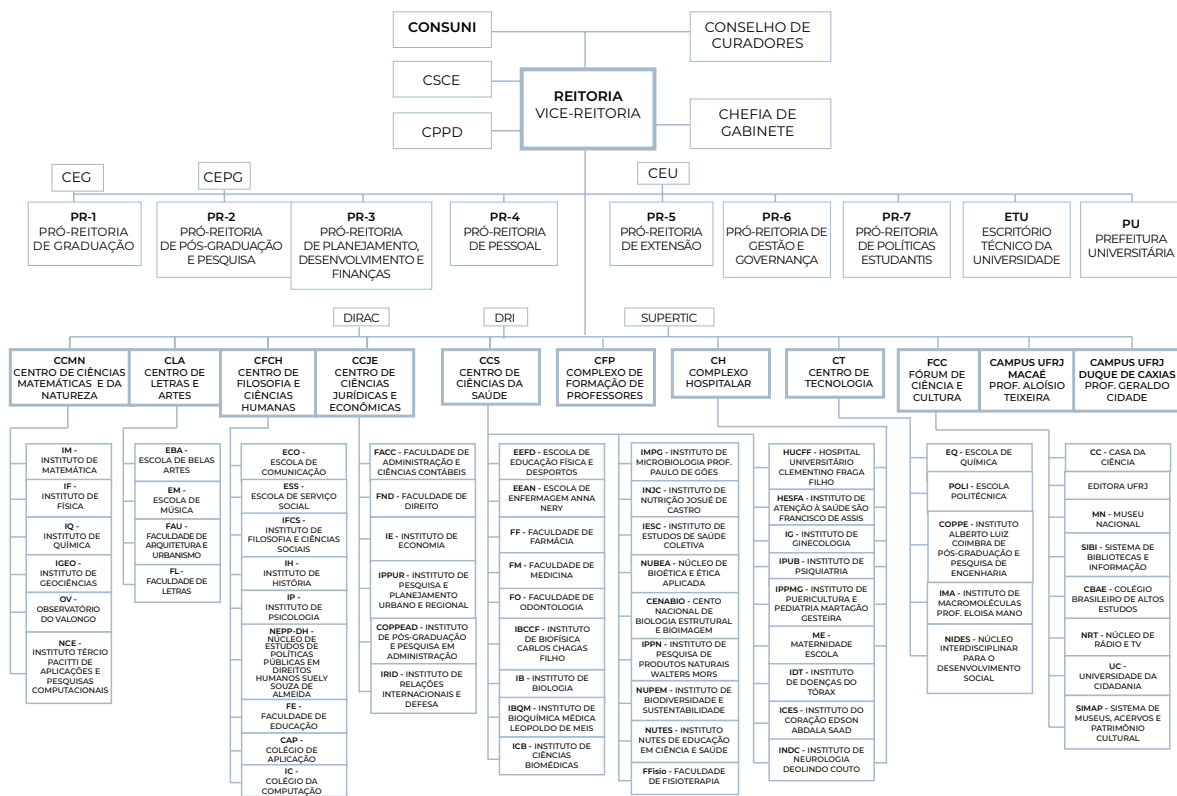 CONSUNI
CONSELHO DE
CURADORES
CSCE
REITORIA
VICE-REITORIA
CPPD
CHEFIA DE
GABINETE
CEG
CEPG
CEU
PR-1
PRÓ-REITORIA
DE GRADUAÇÃO
PR-2
PRÓ-REITORIA
DE PÓS-GRADUAÇÃO
E PESQUISA
PR-3
PRÓ-REITORIA
DE PLANEJAMENTO,
DESENVOLVIMENTO E
FINANÇAS
PR-4
PRÓ-REITORIA
DE PESSOAL
PR-5
PRÓ-REITORIA
DE EXTENSÃO
PR-6
PRÓ-REITORIA DE
GESTÃO E
GOVERNANÇA
PR-7
PRÓ-REITORIA
DE POLÍTICAS
ESTUDANTIS
ETU
ESCRITÓRIO
TÉCNICO DA
UNIVERSIDADE
PU
PREFEITURA
UNIVERSITÁRIA
DIRAC
DRI
SUPERTIC
CCMN
CENTRO DE CIÊNCIAS
MATEMÁTICAS E DA
NATUREZA
CLA
CENTRO DE
LETRAS E
ARTES
CFCH
CENTRO DE
FILOSOFIA E
CIÊNCIAS
HUMANAS
CCJE
CENTRO DE
CIÊNCIAS
JURÍDICAS E
ECONÔMICAS
CCS
CENTRO DE
CIÊNCIAS DA
SAÚDE
CFP
COMPLEXO DE
FORMAÇÃO DE
PROFESSORES
CH
COMPLEXO
HOSPITALAR
CT
CENTRO DE
TECNOLOGIA
FCC
FÓRUM DE
CIÊNCIA E
CULTURA
CAMPUS UFRJ
MACAÉ
PROF. ALOÍSIO
TEIXEIRA
CAMPUS UFRJ
DUQUE DE CAXIAS
PROF. GERALDO
CIDADE
IM -
INSTITUTO DE
MATEMÁTICA
IF -
INSTITUTO DE
FÍSICA
IQ -
INSTITUTO DE
QUÍMICA
IGEO -
INSTITUTO DE
GEOCIÊNCIAS
OV -
OBSERVATÓRIO
DO VALONGO
NCE -
INSTITUTO TÉRCIO
PACITTI DE
APLICAÇÕES E
PESQUISAS
COMPUTACIONAIS
EBA -
ESCOLA DE BELAS
ARTES
EM -
ESCOLA DE
MÚSICA
FAU -
FACULDADE DE
ARQUITETURA E
URBANISMO
FL -
FACULDADE DE
LETRAS
ECO -
ESCOLA DE
COMUNICAÇÃO
ESS -
ESCOLA DE SERVIÇO
SOCIAL
IFCS -
INSTITUTO DE
FILOSOFIA E CIÊNCIAS
SOCIAIS
IH -
INSTITUTO DE
HISTÓRIA
IP -
INSTITUTO DE
PSICOLOGIA
NEPP-DH-
NÚCLEO DE
ESTUDOS DE
POLÍTICAS
PÚBLICAS EM
DIREITOS
HUMANOS SUELY
SOUZA DE
ALMEIDA
FE -
FACULDADE DE
EDUCAÇÃO
CAP -
COLÉGIO DE
APLICAÇÃO
IC -
COLÉGIO DA
COMPUTAÇÃO
FACC - FACULDADE DE
ADMINISTRAÇÃO E
CIÊNCIAS CONTÁBEIS
FND - FACULDADE DE
DIREITO
IE - INSTITUTO DE
ECONOMIA
IPPUR - INSTITUTO DE
PESQUISA E
PLANEJAMENTO
URBANO E REGIONAL
COPPEAD - INSTITUTO
DE PÓS-GRADUAÇÃO
E PESQUISA EM
ADMINISTRAÇÃO
IRID - INSTITUTO DE
RELAÇÕES
INTERNACIONAIS E
DEFESA
EEFD - ESCOLA DE
EDUCAÇÃO FÍSICA E
DESPORTOS
EEAN - ESCOLA DE
ENFERMAGEM ANNA
NERY
FF - FACULDADE DE
FARMÁCIA
FM - FACULDADE DE
MEDICINA
FO - FACULDADE DE
ODONTOLOGIA
IBCCF - INSTITUTO
DE BIOFÍSICA
CARLOS CHAGAS
FILHO
IB - INSTITUTO DE
BIOLOGIA
IBQM - INSTITUTO DE
BIOQUÍMICA MÉDICA
LEOPOLDO DE MEIS
ICB - INSTITUTO DE
CIÊNCIAS
BIOMÉDICAS
IMPG - INSTITUTO DE
MICROBIOLOGIA PROF.
PAULO DE GÓES
INJC - INSTITUTO DE
NUTRIÇÃO JOSUÉ DE
CASTRO
IESC - INSTITUTO DE
ESTUDOS DE SAÚDE
COLETIVA
NUBEA - NÚCLEO DE
BIOÉTICA E ÉTICA
APLICADA
CENABIO - CENTO
NACIONAL DE
BIOLOGIA ESTRUTURAL
E BIOIMAGEM
IPPN - INSTITUTO DE
PESQUISA DE
PRODUTOS NATURAIS
WALTERS MORS
NUPEM - INSTITUTO DE
BIODIVERSIDADE E
SUSTENTABILIDADE
NUTES - INSTITUTO
NUTES DE EDUCAÇÃO
EM CIÊNCIA E SAÚDE
FFisio - FACULDADE
DE FISIOTERAPIA
HUCFF - HOSPITAL
UNIVERSITÁRIO
CLEMENTINO FRAGA
FILHO
HESFA - INSTITUTO DE
ATENÇÃO À SAÚDE SÃO
FRANCISCO DE ASSIS
IG - INSTITUTO DE
GINECOLOGIA
IPUB - INSTITUTO DE
PSIQUIATRIA
IPPMG - INSTITUTO DE
PUERICULTURA E
PEDIATRIA MARTAGÃO
GESTEIRA
ME -
MATERNIDADE
ESCOLA
IDT - INSTITUTO
DE DOENÇAS DO
TÓRAX
ICES - INSTITUTO DO
CORAÇÃO EDSON
ABDALA SAAD
INDC - INSTITUTO DE
NEUROLOGIA
DEOLINDO COUTO
EQ - ESCOLA DE
QUÍMICA
POLI - ESCOLA
POLITÉCNICA
COPPE - INSTITUTO
ALBERTO LUIZ
COIMBRA DE
PÓS-GRADUAÇÃO E
PESQUISA DE
ENGENHARIA
IMA - INSTITUTO DE
MACROMOLÉCULAS
PROF. ELOISA MANO
NIDES - NÚCLEO
INTERDISCIPLINAR
PARA O
DESENVOLVIMENTO
SOCIAL
CC - CASA DA
CIÊNCIA
EDITORA UFRJ
MN - MUSEU
NACIONAL
SIBI - SISTEMA DE
BIBLIOTECAS E
INFORMAÇÃO
CBAE - COLÉGIO
BRASILEIRO DE ALTOS
ESTUDOS
NRT - NÚCLEO DE
RÁDIO E TV
UC -
UNIVERSIDADE DA
CIDADANIA
SIMAP - SISTEMA DE
MUSEUS, ACERVOS E
PATRIMÔNIO
CULTURAL